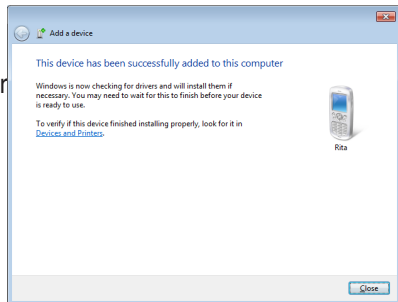 Add a device
This device has been successfully added to this computer
Windows is now checking for drivers and will install them if
necessary. You may need to wait for this to finish before your device
is ready to use.
To verify if this device finished installing properly, look for it in
Devices and Printers.
Rita
Close
r